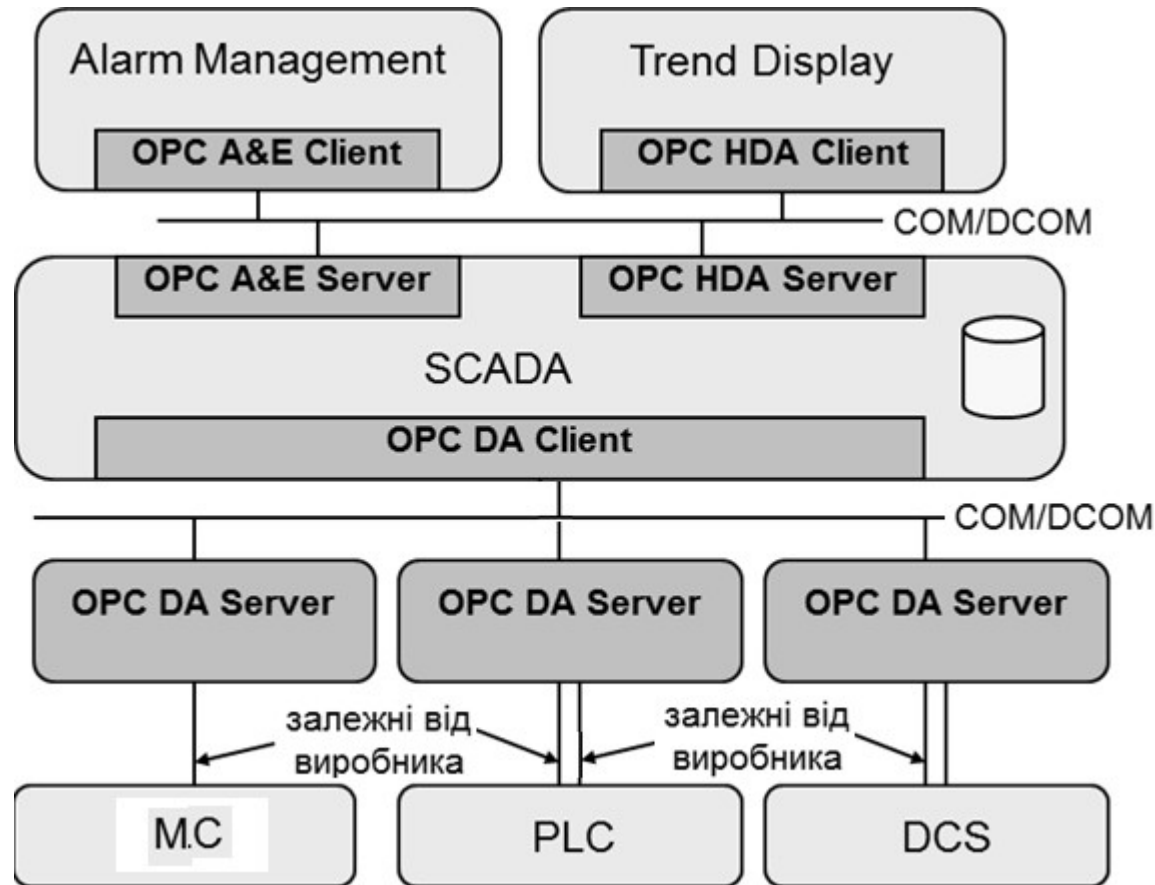 Alarm Management
Trend Display
OPC A&E Client
OPC HDA Client
COM/DCOM
OPC A&E Server
OPC HDA Server
SCADA
OPC DA Client
COM/DCOM
OPC DA Server
OPC DA Server
OPC DA Server
залежні від
виробника
залежні від
виробника
M.C
PLC
DCS